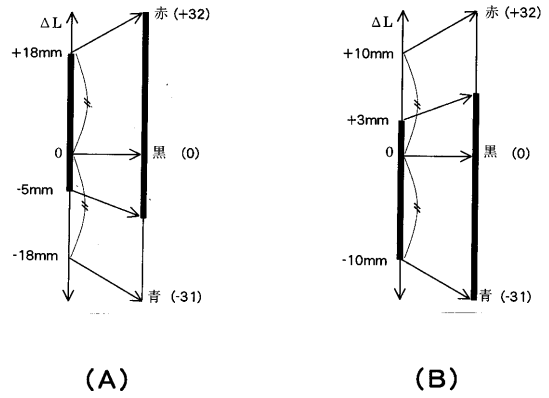 ΔL
赤 (+32)
+18mm
0
黒 (0)
-5mm
-18mm
青 (-31)
(A)
ΔL
赤 (+32)
+10mm
+3mm
0
黒 (0)
-10mm
青 (-31)
(B)